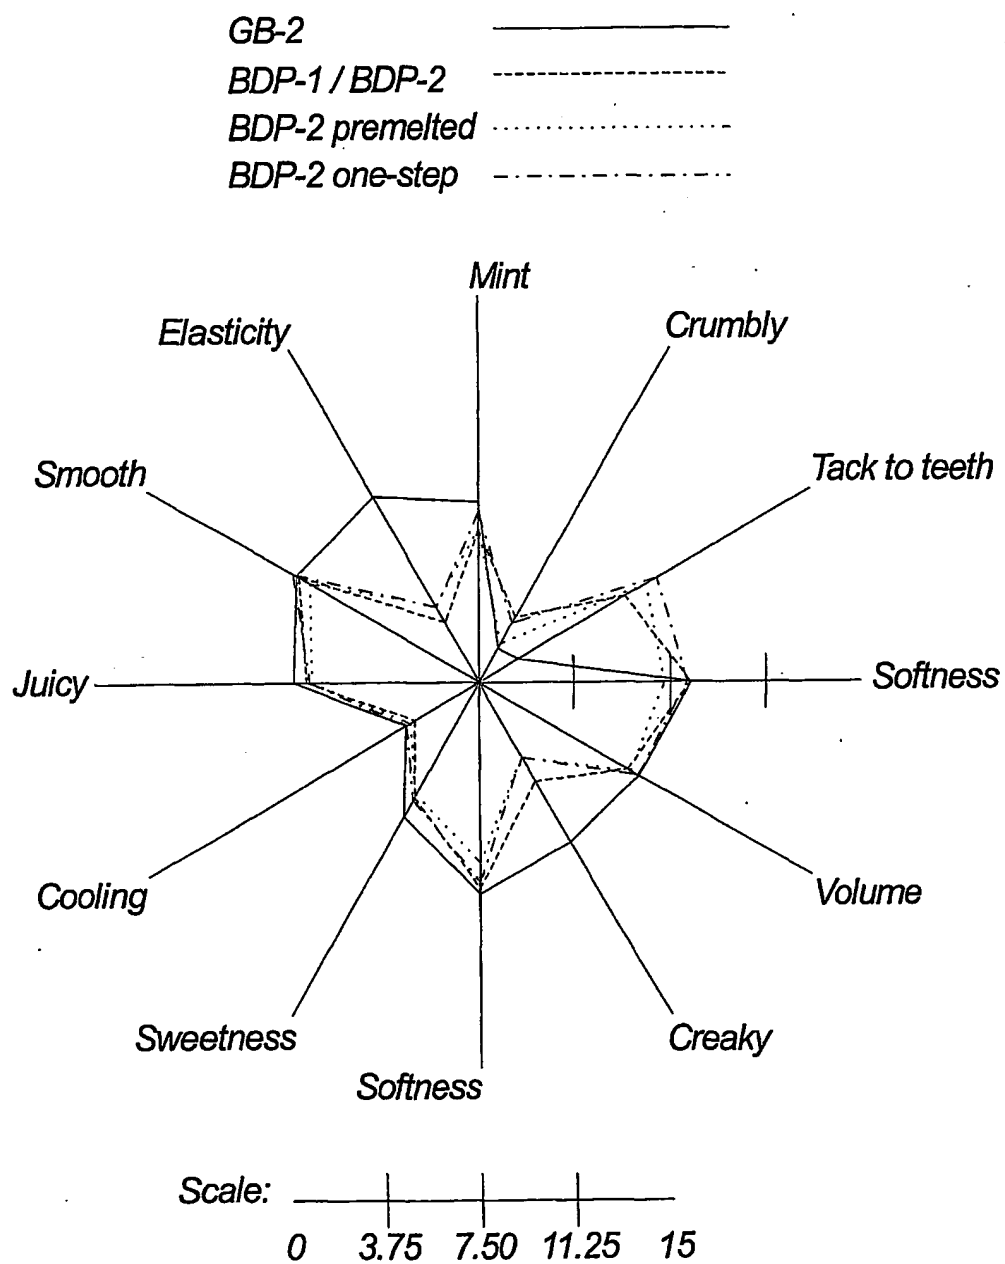 GB-2
BDP-1 / BDP-2
BDP-2 premelted
BDP-2 one-step
Mint
Elasticity
Crumbly
Smooth
Tack to teeth
Juicy
Softness
Cooling
Volume
Sweetness
Creaky
Softness
Scale:
0 3.75 7.50 11.25 15